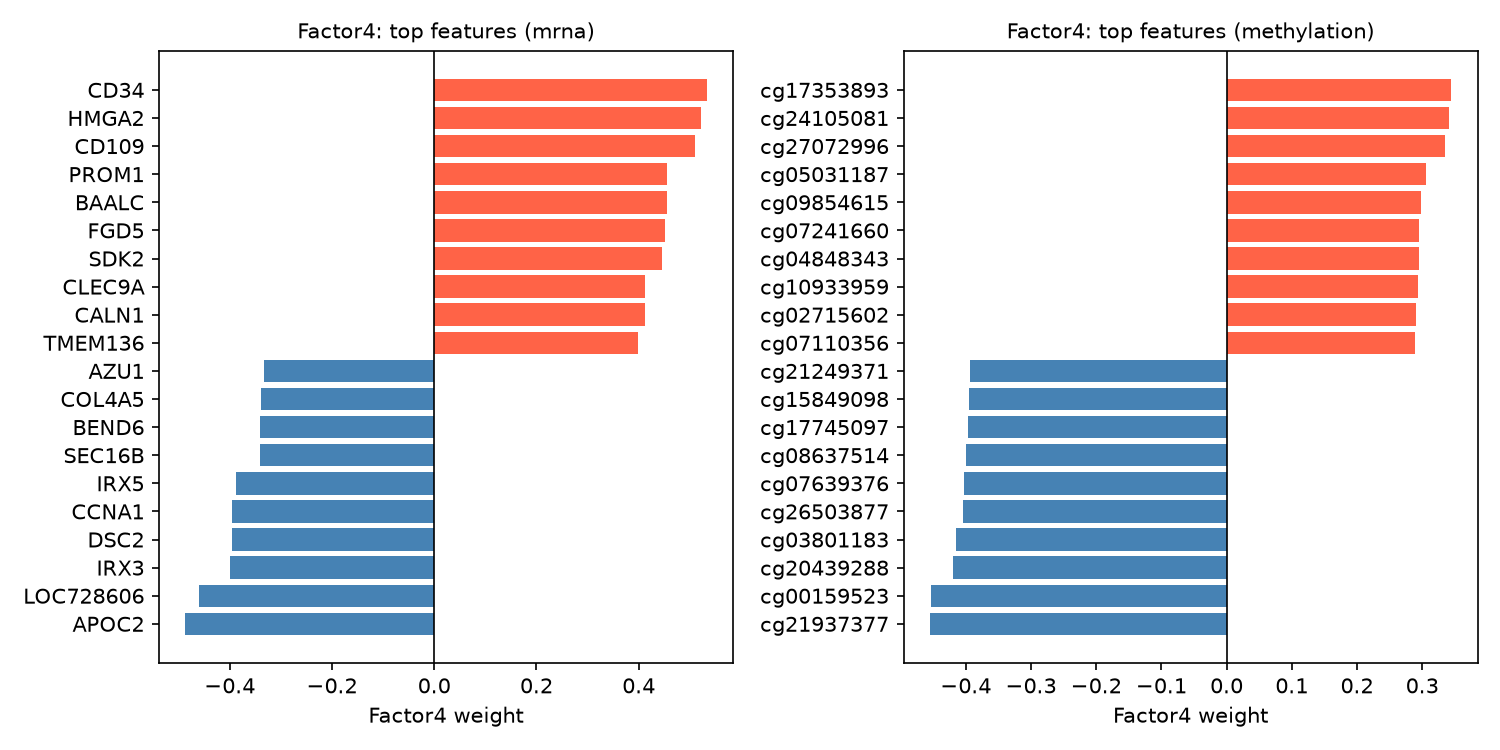 Factor4: top features (mrna)
CD34
HMGA2
CD109
PROM1
BAALC
FGD5
SDK2
CLEC9A
CALN1
TMEM136
AZU1
COL4A5
BEND6
SEC16B
IRX5
CCNA1
DSC2
IRX3
LOC728606
APOC2
−0.4 −0.2 0.0 0.2 0.4
Factor4 weight
Factor4: top features (methylation)
cg17353893
cg24105081
cg27072996
cg05031187
cg09854615
cg07241660
cg04848343
cg10933959
cg02715602
cg07110356
cg21249371
cg15849098
cg17745097
cg08637514
cg07639376
cg26503877
cg03801183
cg20439288
cg00159523
cg21937377
−0.4 −0.3 −0.2 −0.1 0.0 0.1 0.2 0.3
Factor4 weight